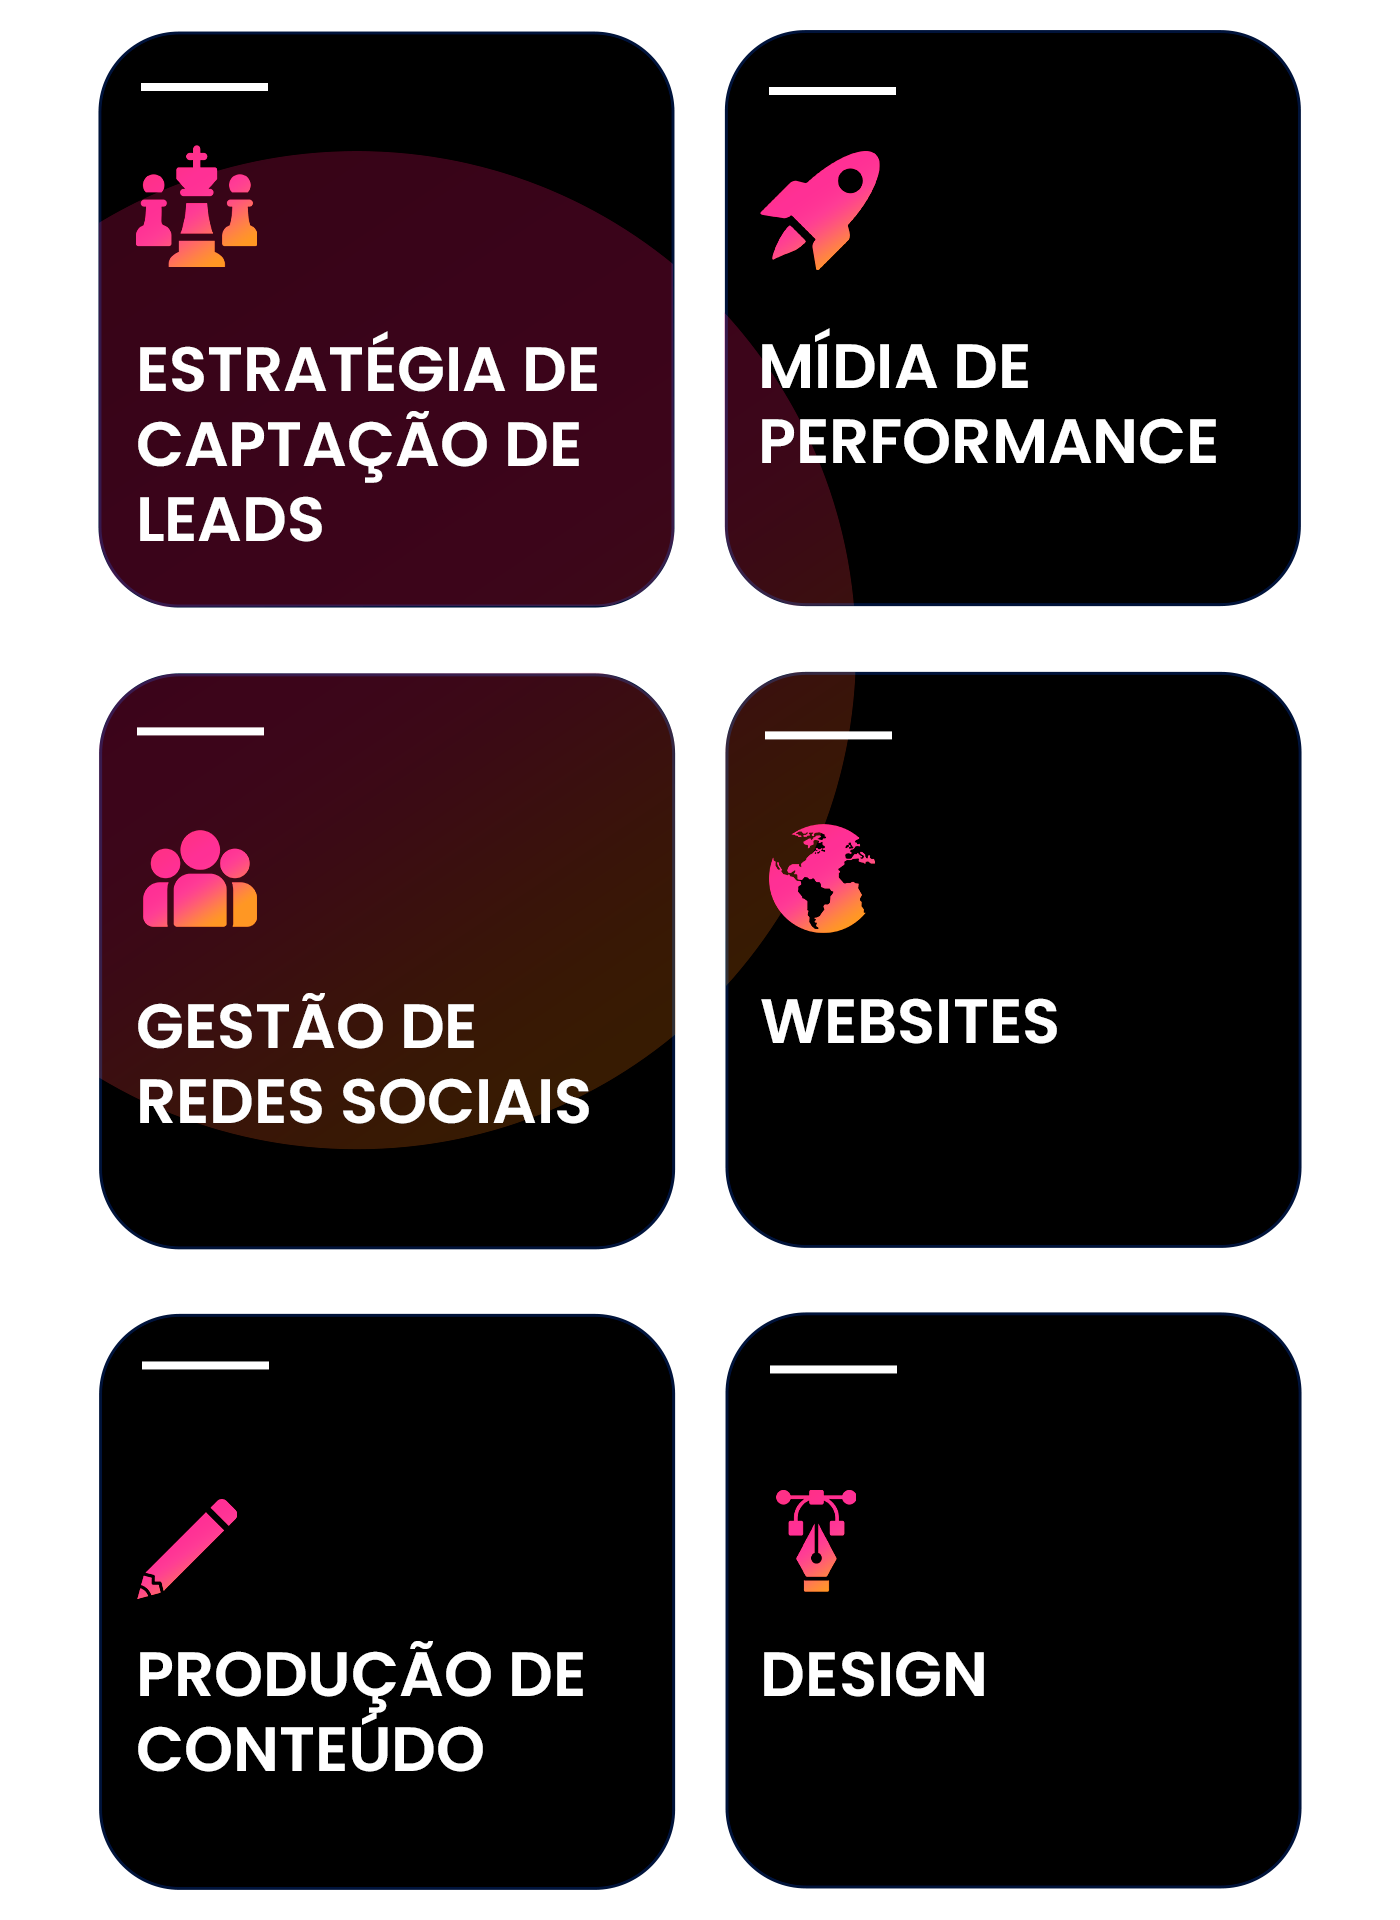 ESTRATÉGIA DE
CAPTAÇÃO DE
LEADS
MÍDIA DE
PERFORMANCE
GESTÃO DE
REDES SOCIAIS
WEBSITES
PRODUÇÃO DE
CONTEÚDO
DESIGN